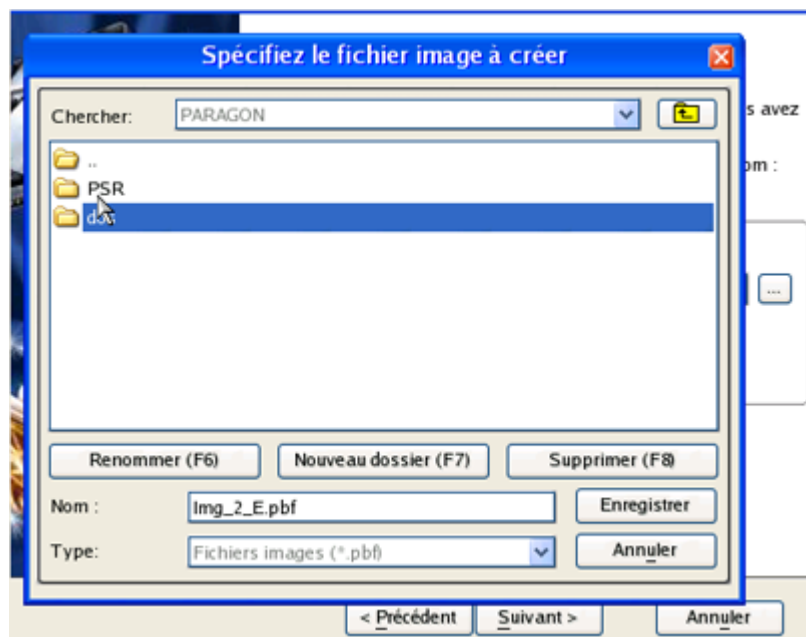 Spécifiez le fichier image à créer
Chercher: PARAGON
s avez
..
om :
PSR
...
Renommer (F6) Nouveau dossier (F7) Supprimer (F8)
Nom : Img_2_E.pbf Enregistrer
Type: Fichiers images (*.pbf) Annuler
< Précédent Suivant > Annuler